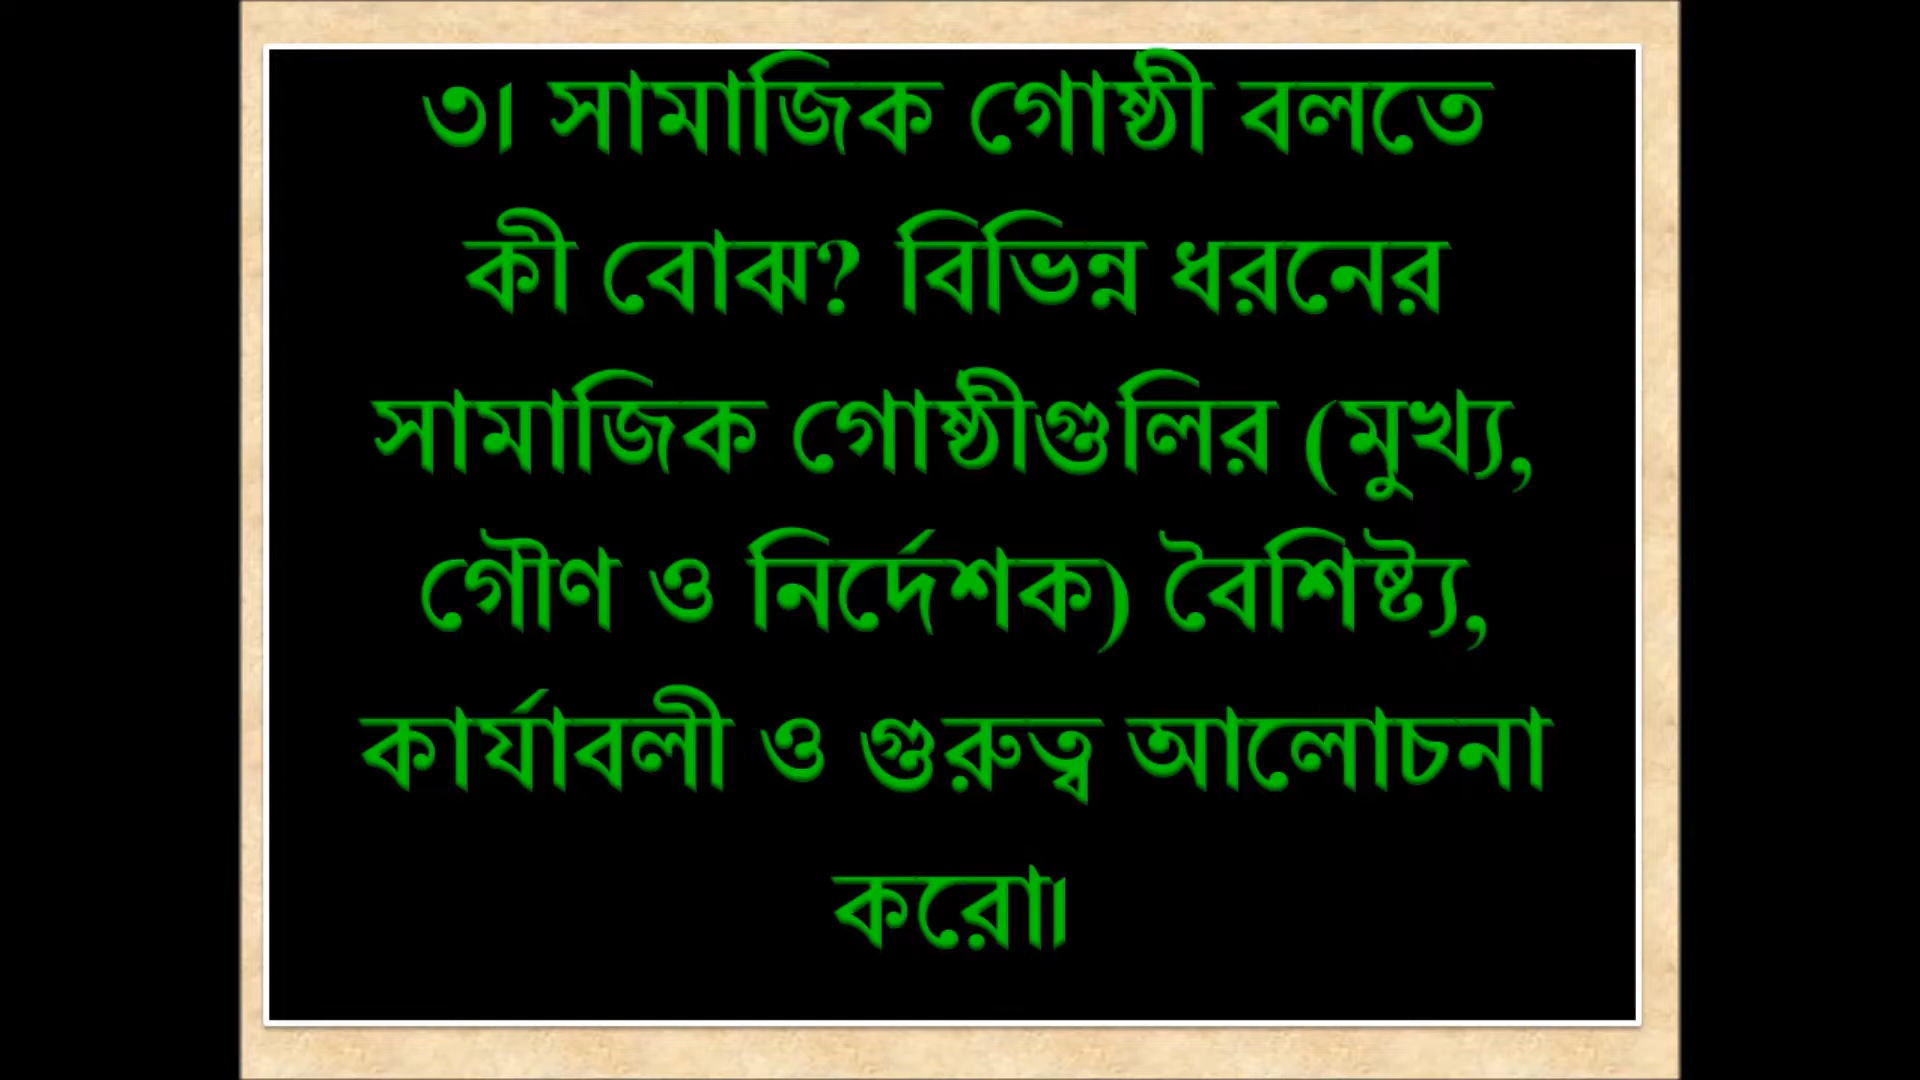 ৩। সামাজিক গোষ্ঠী বলতে
কী বোঝ? বিভিন্ন ধরনের
সামাজিক গোষ্ঠীগুলির (মুখ্য,
গৌণ ও নির্দেশক) বৈশিষ্ট্য,
কার্যাবলী ও গুরুত্ব আলোচনা
করো।